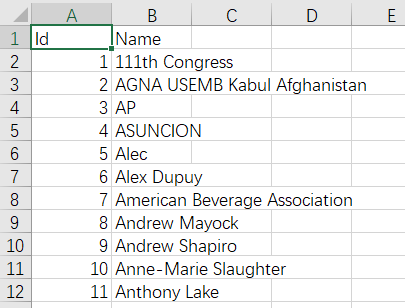 A B C D E
1 Id Name
2 1 111th Congress
3 2 AGNA USEMB Kabul Afghanistan
4 3 AP
5 4 ASUNCION
6 5 Alec
7 6 Alex Dupuy
8 7 American Beverage Association
9 8 Andrew Mayock
10 9 Andrew Shapiro
11 10 Anne-Marie Slaughter
12 11 Anthony Lake